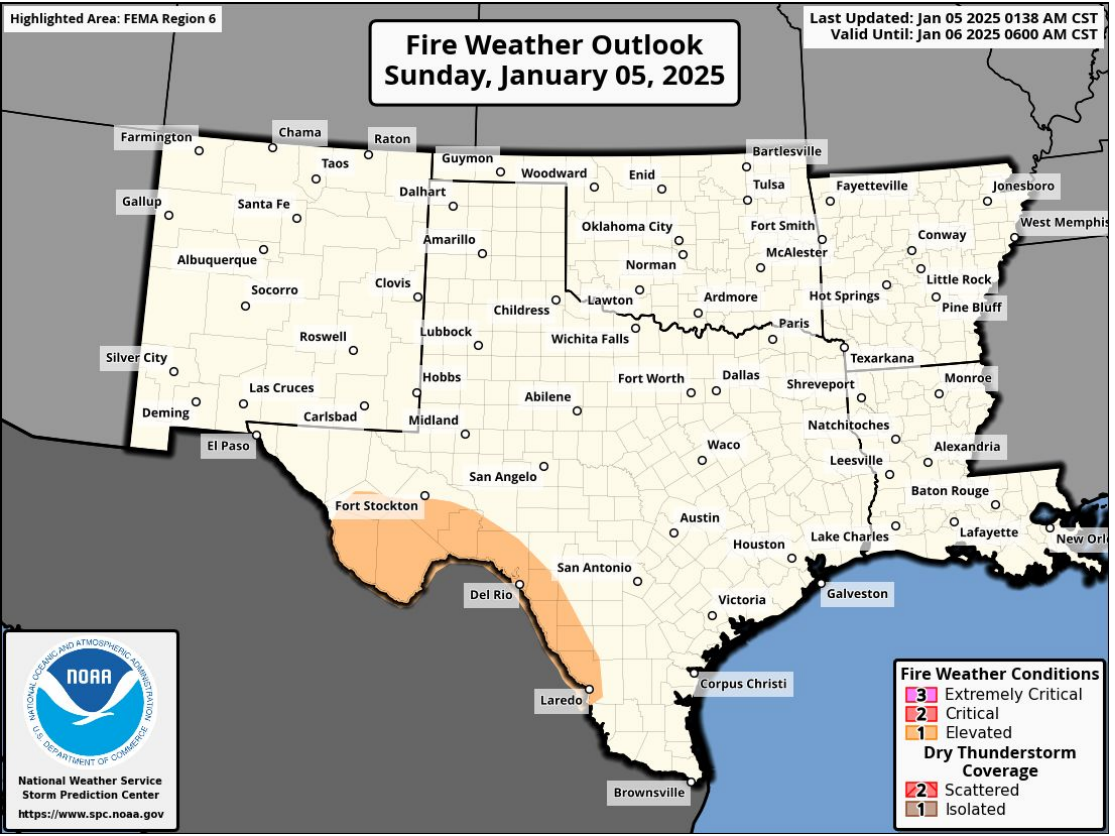 Highlighted Area: FEMA Region 6
Fire Weather Outlook
Sunday, January 05, 2025
Last Updated: Jan 05 2025 0138 AM CST
Valid Until: Jan 06 2025 0600 AM CST
Farmington
Chama
Raton
Taos
Guymon
Woodward
Enid
Bartlesville
Tulsa
Fayetteville
Jonesboro
Gallup
Santa Fe
Dalhart
Oklahoma City
Fort Smith
West Memphis
Albuquerque
Amarillo
Norman
McAlester
Conway
Socorro
Clovis
Childress
Lawton
Ardmore
Hot Springs
Little Rock
Pine Bluff
Roswell
Lubbock
Wichita Falls
Paris
Texarkana
Silver City
Las Cruces
Hobbs
Abilene
Fort Worth
Dallas
Shreveport
Monroe
Deming
Carlsbad
Midland
Natchitoches
El Paso
San Angelo
Waco
Leesville
Alexandria
Fort Stockton
Austin
Baton Rouge
Houston
Lake Charles
Lafayette
New Orl
Del Rio
San Antonio
Victoria
Galveston
Laredo
Corpus Christi
Brownsville
NATIONAL OCEANIC AND ATMOSPHERIC ADMINISTRATION
NOAA
U.S. DEPARTMENT OF COMMERCE
National Weather Service
Storm Prediction Center
https://www.spc.noaa.gov
Fire Weather Conditions
3 Extremely Critical
2 Critical
1 Elevated
Dry Thunderstorm
Coverage
2 Scattered
1 Isolated